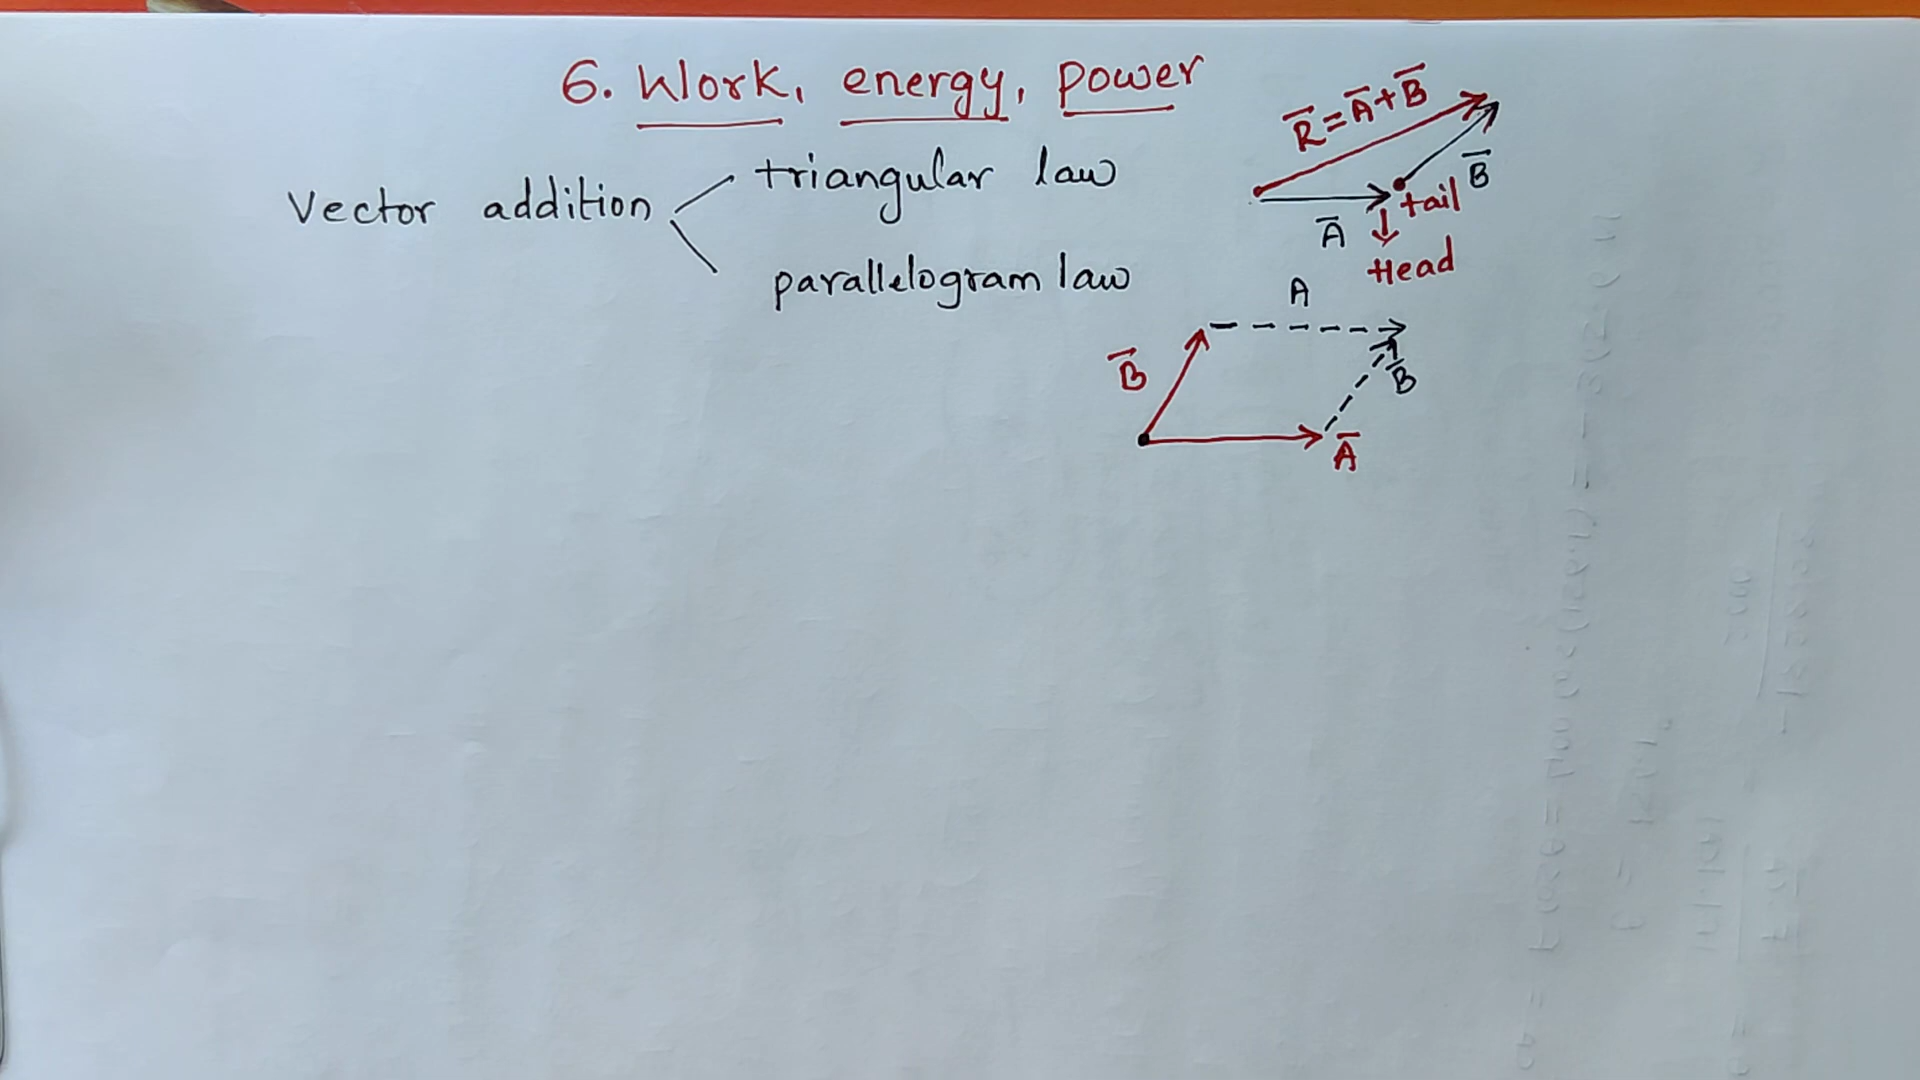 6. Work, energy, power
R̅ = A̅ + B̅
Vector addition
triangular law
parallelogram law
B̅
tail
A̅
Head
A
B̅
B̅
A̅